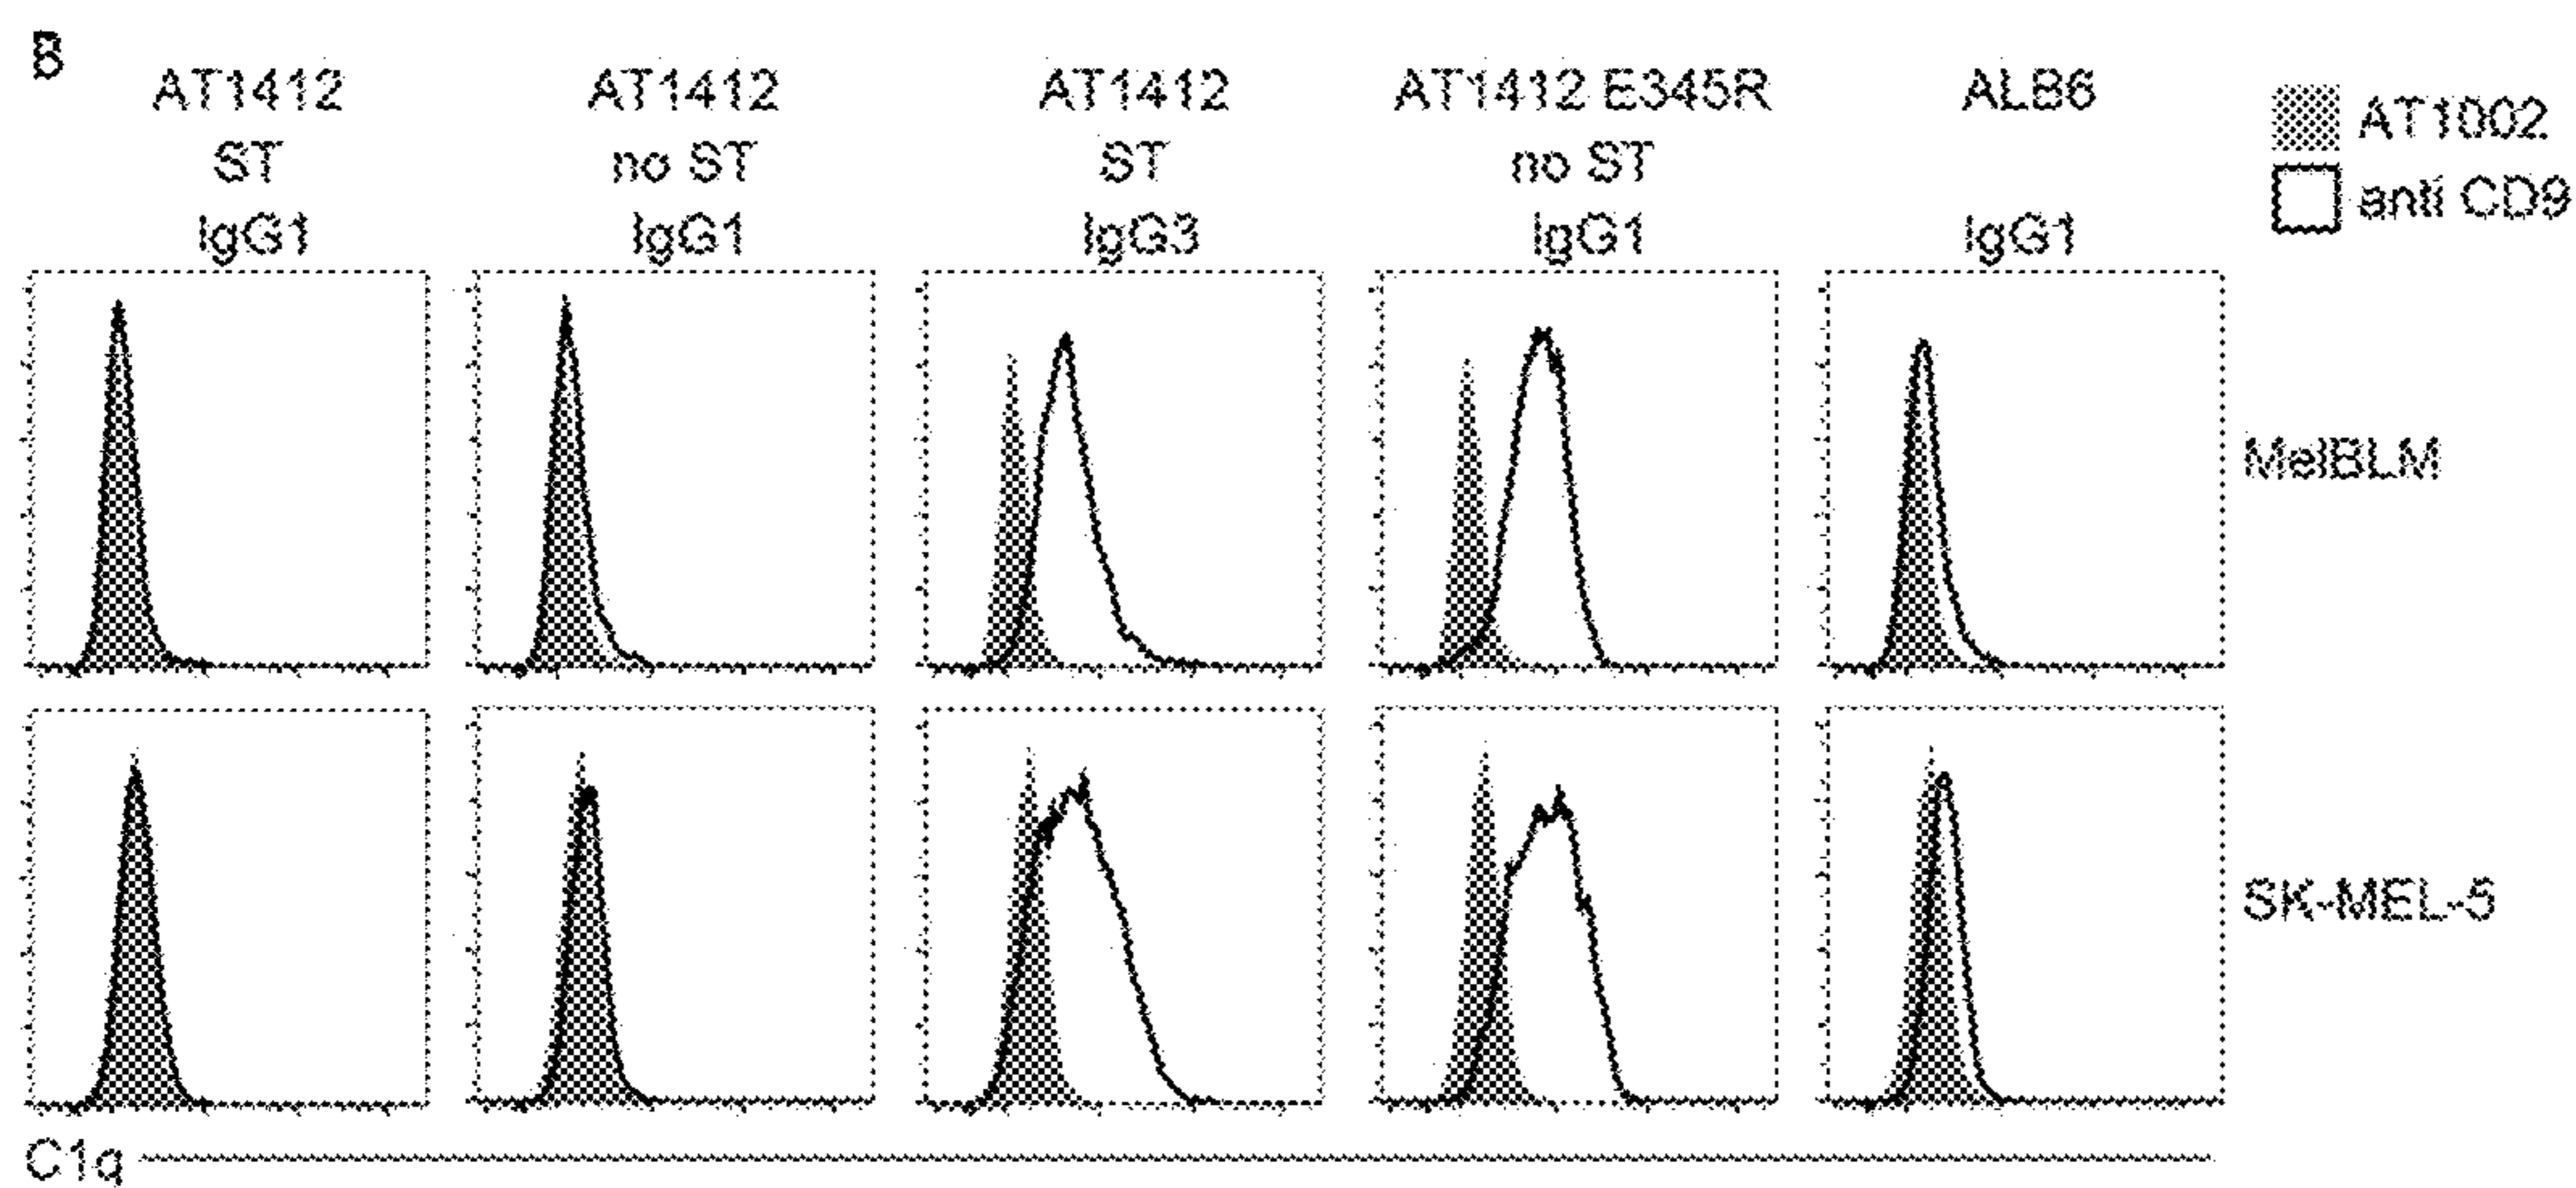 B
AT1412
ST
IgG1
AT1412
no ST
IgG1
AT1412
ST
IgG3
AT1412 E345R
no ST
IgG1
ALB6
IgG1
AT1002
anti CD9
MelBLM
SK-MEL-5
C1q